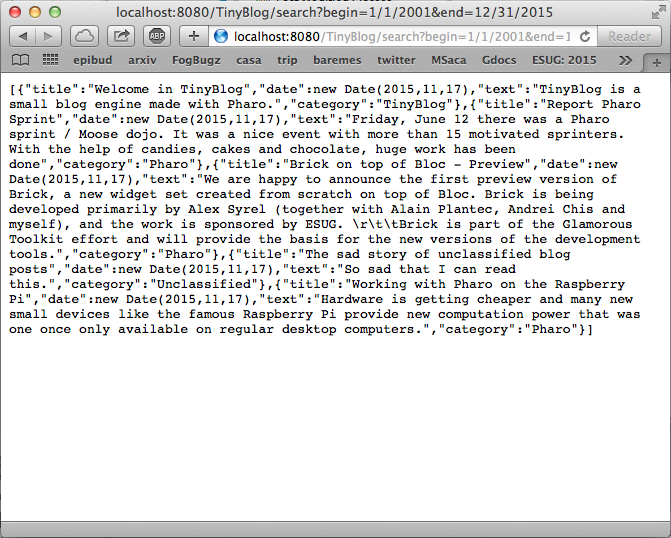 localhost:8080/TinyBlog/search?begin=1/1/2001&end=12/31/2015
ABP
localhost:8080/TinyBlog/search?begin=1/1/2001&end=1
Reader
epibud arxiv FogBugz casa trip baremes twitter MSaca Gdocs ESUG: 2015 >> +
[{"title":"Welcome in TinyBlog","date":new Date(2015,11,17),"text":"TinyBlog is a
small blog engine made with Pharo.","category":"TinyBlog"},{"title":"Report Pharo
Sprint","date":new Date(2015,11,17),"text":"Friday, June 12 there was a Pharo
sprint / Moose dojo. It was a nice event with more than 15 motivated sprinters.
With the help of candies, cakes and chocolate, huge work has been
done","category":"Pharo"},{"title":"Brick on top of Bloc - Preview","date":new
Date(2015,11,17),"text":"We are happy to announce the first preview version of
Brick, a new widget set created from scratch on top of Bloc. Brick is being
developed primarily by Alex Syrel (together with Alain Plantec, Andrei Chis and
myself), and the work is sponsored by ESUG. \r\t\tBrick is part of the Glamorous
Toolkit effort and will provide the basis for the new versions of the development
tools.","category":"Pharo"},{"title":"The sad story of unclassified blog
posts","date":new Date(2015,11,17),"text":"So sad that I can read
this.","category":"Unclassified"},{"title":"Working with Pharo on the Raspberry
Pi","date":new Date(2015,11,17),"text":"Hardware is getting cheaper and many new
small devices like the famous Raspberry Pi provide new computation power that was
one once only available on regular desktop computers.","category":"Pharo"}]